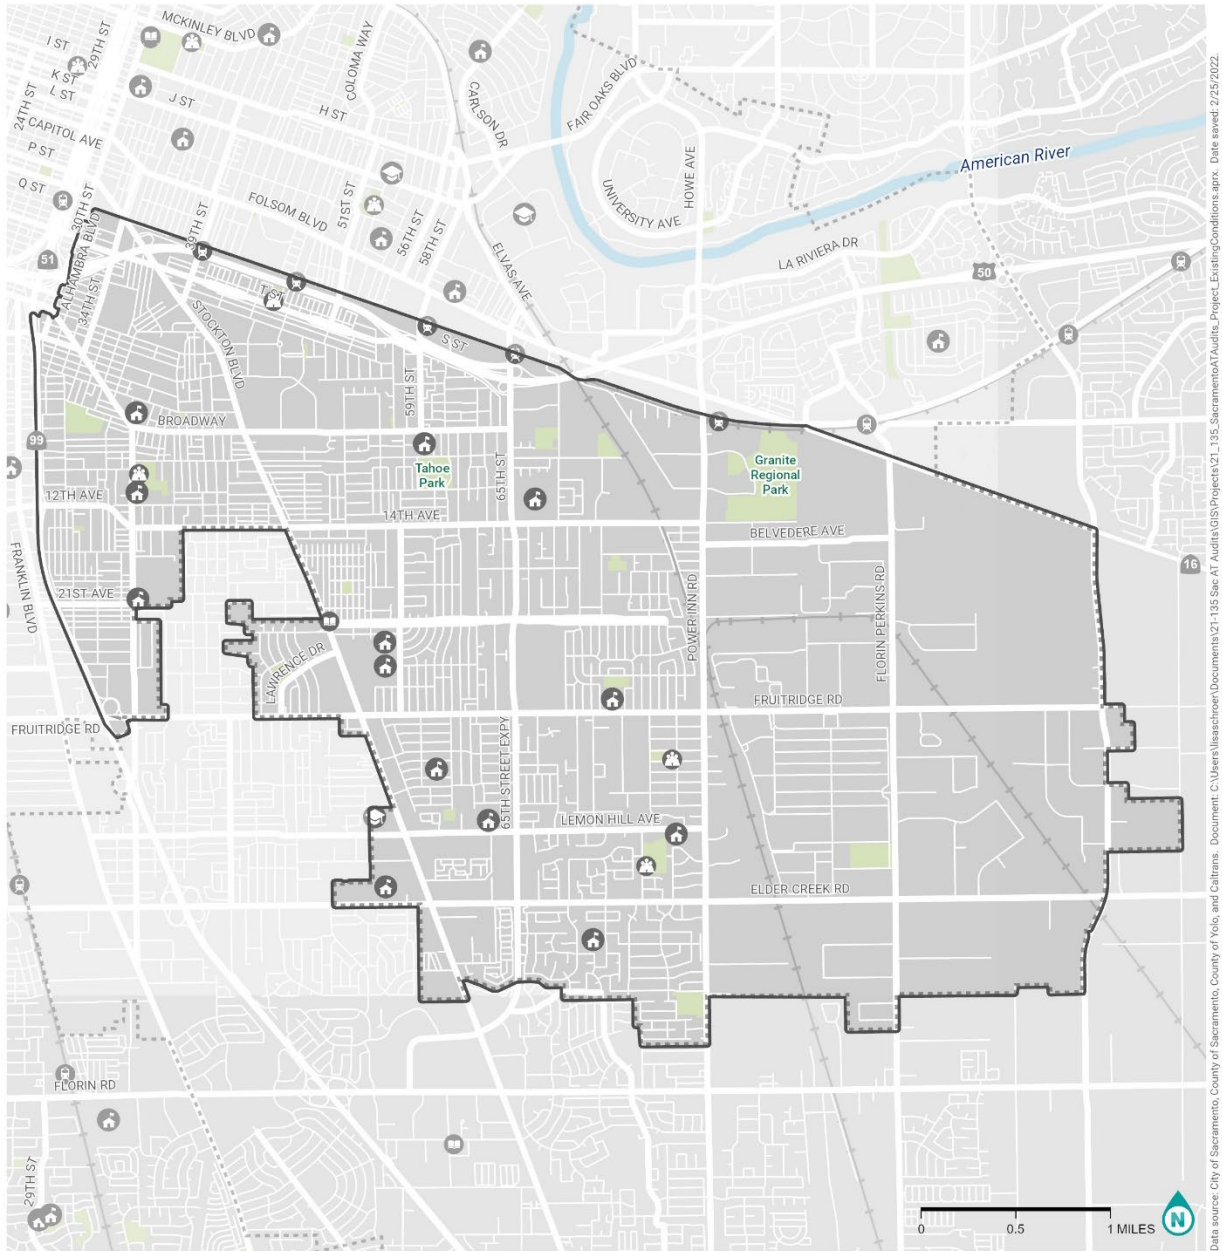 MCKINLEY BLVD
I ST
29TH ST
COLOMA WAY
K ST
L ST
J ST
24TH ST
H ST
CARLSON DR
FAIR OAKS BLVD
CAPITOL AVE
P ST
Q ST
HOWE AVE
American River
UNIVERSITY AVE
FOLSOM BLVD
51ST ST
56TH ST
58TH ST
30TH ST
39TH ST
ELVAS AVE
LA RIVIERA DR
51
50
ALHAMBRA BLVD
34TH ST
T ST
STOCKTON BLVD
S ST
59TH ST
BROADWAY
99
Tahoe
Park
65TH ST
Granite
Regional
Park
12TH AVE
14TH AVE
BELVEDERE AVE
16
FRANKLIN BLVD
21ST AVE
POWER INN RD
FLORIN PERKINS RD
LAWRENCE DR
FRUITRIDGE RD
FRUITRIDGE RD
65TH STREET EXPY
LEMON HILL AVE
ELDER CREEK RD
FLORIN RD
29TH ST
0 0.5 1 MILES
N
Data source: City of Sacramento, County of Sacramento, County of Yolo, and Caltrans. Document: C:\Users\lisaschroer\Documents\21-135 Sac AT Audits\GIS\Projects\21_135_SacramentoATAudits_Project_ExistingConditions.aprx. Date saved: 2/25/2022.